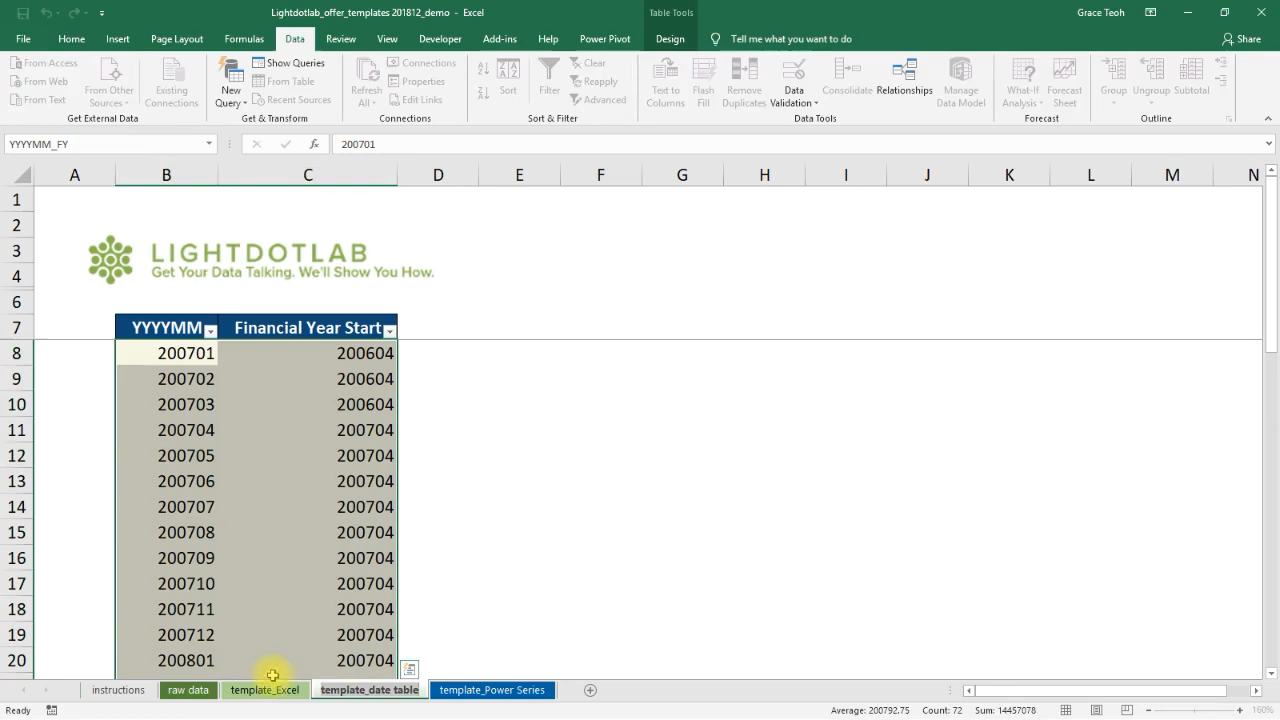 Lightdotlab_offer_templates 201812_demo - Excel
Table Tools
Grace Teoh
File Home Insert Page Layout Formulas Data Review View Developer Add-ins Help Power Pivot Design Tell me what you want to do Share
From Access
From Web
From Text
From Other Sources
Existing Connections
Get External Data
New Query
Show Queries
From Table
Recent Sources
Get & Transform
Refresh All
Connections
Properties
Edit Links
Connections
Sort
Filter
Clear
Reapply
Advanced
Sort & Filter
Text to Columns
Flash Fill
Remove Duplicates
Data Validation
Consolidate
Relationships
Manage Data Model
Data Tools
What-If Analysis
Forecast Sheet
Forecast
Group
Ungroup
Subtotal
Outline
YYYYMM_FY fx 200701
A B C D E F G H I J K L M N
1
2
3
4
6
7
LIGHTDOTLAB
Get Your Data Talking. We'll Show You How.
YYYYMM Financial Year Start
8 200701 200604
9 200702 200604
10 200703 200604
11 200704 200704
12 200705 200704
13 200706 200704
14 200707 200704
15 200708 200704
16 200709 200704
17 200710 200704
18 200711 200704
19 200712 200704
20 200801 200704
instructions raw data template_Excel template_date table template_Power Series
Ready Average: 200792.75 Count: 72 Sum: 14457078 160%